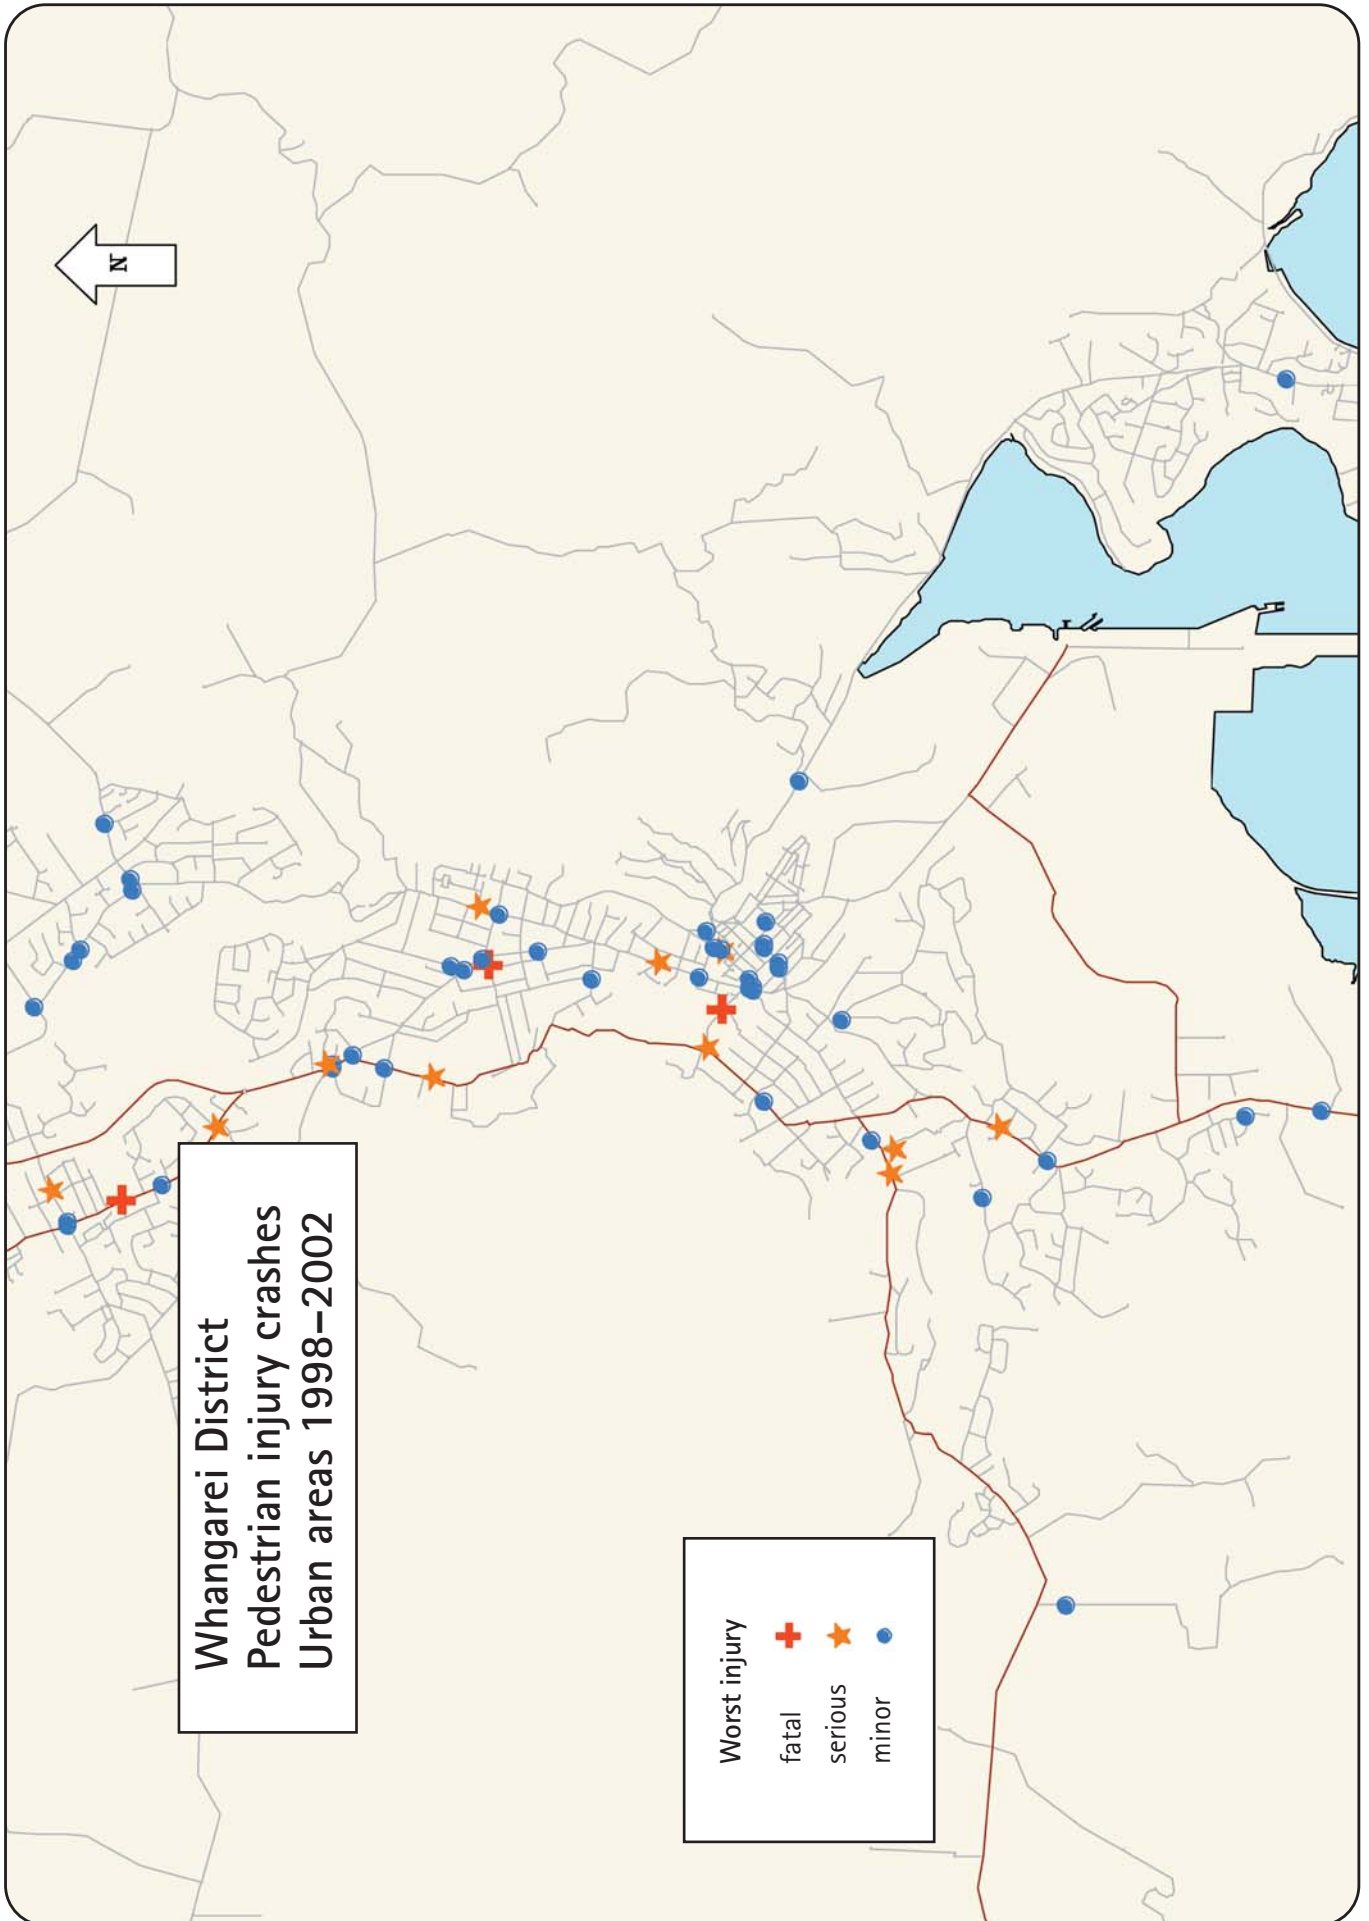 Whangarei District
Pedestrian injury crashes
Urban areas 1998–2002
N
Worst injury
fatal
serious
minor